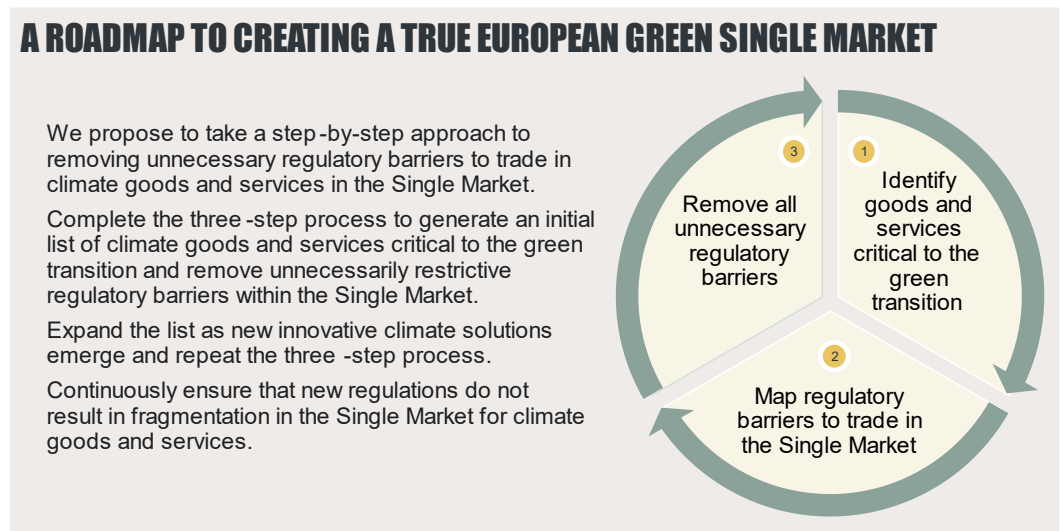 A ROADMAP TO CREATING A TRUE EUROPEAN GREEN SINGLE MARKET
We propose to take a step-by-step approach to
removing unnecessary regulatory barriers to trade in
climate goods and services in the Single Market.
Complete the three-step process to generate an initial
list of climate goods and services critical to the green
transition and remove unnecessarily restrictive
regulatory barriers within the Single Market.
Expand the list as new innovative climate solutions
emerge and repeat the three-step process.
Continuously ensure that new regulations do not
result in fragmentation in the Single Market for climate
goods and services.
1
Identify
goods and
services
critical to the
green
transition
2
Map regulatory
barriers to trade in
the Single Market
3
Remove all
unnecessary
regulatory
barriers